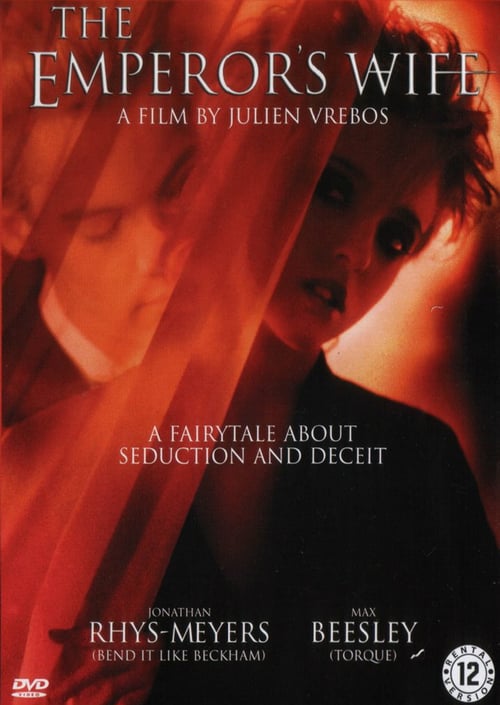 THE
EMPEROR'S WIFE
A FILM BY JULIEN VREBOS
A FAIRYTALE ABOUT
SEDUCTION AND DECEIT
JONATHAN
RHYS-MEYERS
(BEND IT LIKE BECKHAM)
MAX
BEESLEY
(TORQUE)
DVD
VIDEO
RENTAL
12
VERSION